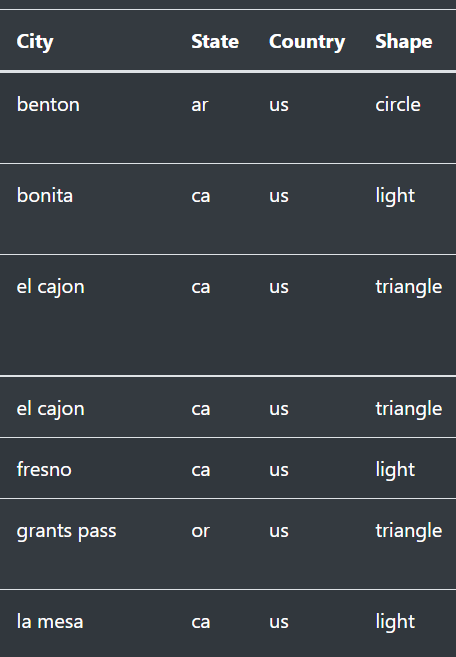 City State Country Shape
benton ar us circle
bonita ca us light
el cajon ca us triangle
el cajon ca us triangle
fresno ca us light
grants pass or us triangle
la mesa ca us light